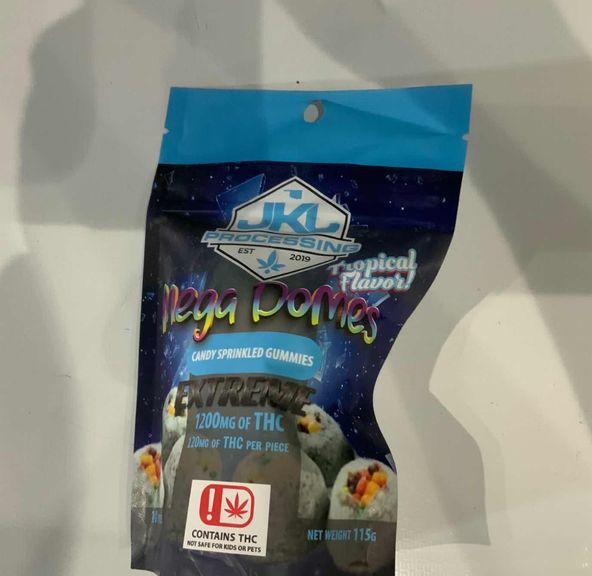 JKL
PROCESSING
EST 2019
Tropical
Flavor!
Mega Domes
CANDY SPRINKLED GUMMIES
EXTREME
1200MG OF THC
120MG OF THC PER PIECE
!
CONTAINS THC
NOT SAFE FOR KIDS OR PETS
NET WEIGHT 115G